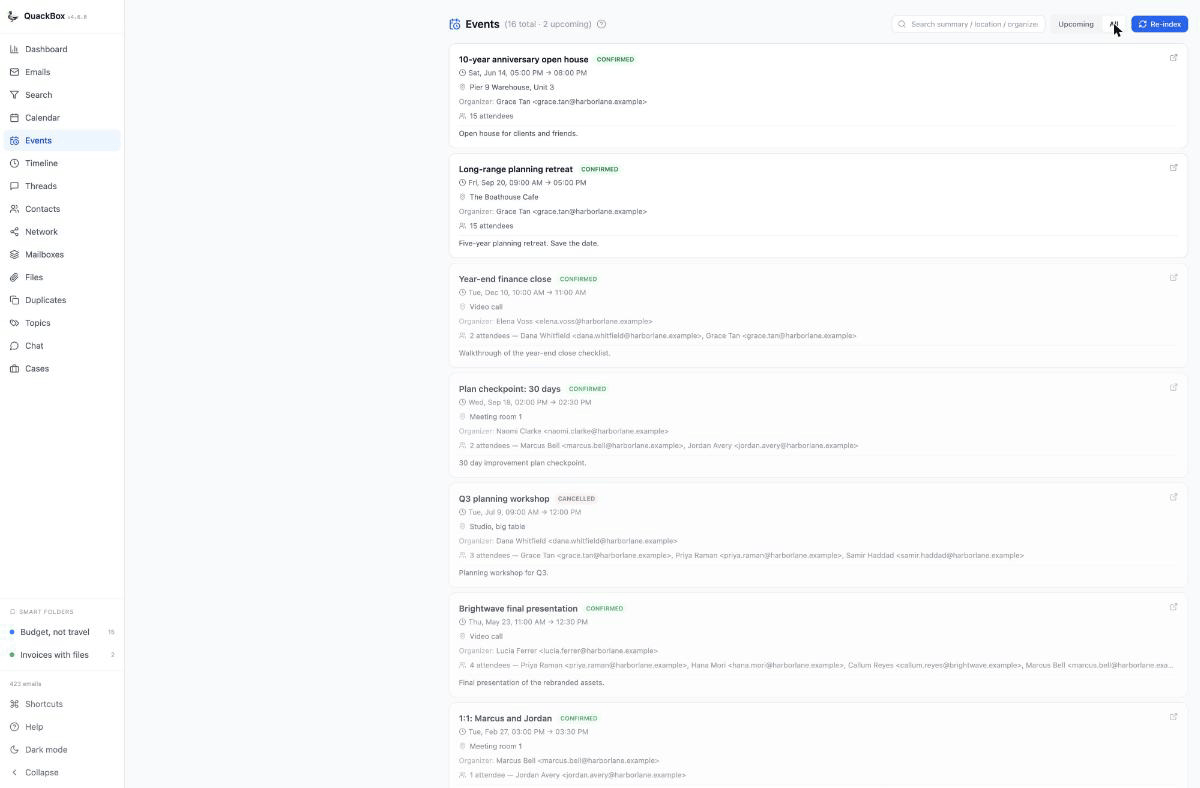 QuackBox v4.6.8
Dashboard
Emails
Search
Calendar
Events
Timeline
Threads
Contacts
Network
Mailboxes
Files
Duplicates
Topics
Chat
Cases
SMART FOLDERS
Budget, not travel 15
Invoices with files 2
423 emails
Shortcuts
Help
Dark mode
Collapse
Events (16 total · 2 upcoming)
Search summary / location / organizer
Upcoming
All
Re-index
10-year anniversary open house CONFIRMED
Sat, Jun 14, 05:00 PM → 08:00 PM
Pier 9 Warehouse, Unit 3
Organizer: Grace Tan <grace.tan@harborlane.example>
15 attendees
Open house for clients and friends.
Long-range planning retreat CONFIRMED
Fri, Sep 20, 09:00 AM → 05:00 PM
The Boathouse Cafe
Organizer: Grace Tan <grace.tan@harborlane.example>
15 attendees
Five-year planning retreat. Save the date.
Year-end finance close CONFIRMED
Tue, Dec 10, 10:00 AM → 11:00 AM
Video call
Organizer: Elena Voss <elena.voss@harborlane.example>
2 attendees — Dana Whitfield <dana.whitfield@harborlane.example>, Grace Tan <grace.tan@harborlane.example>
Walkthrough of the year-end close checklist.
Plan checkpoint: 30 days CONFIRMED
Wed, Sep 18, 02:00 PM → 02:30 PM
Meeting room 1
Organizer: Naomi Clarke <naomi.clarke@harborlane.example>
2 attendees — Marcus Bell <marcus.bell@harborlane.example>, Jordan Avery <jordan.avery@harborlane.example>
30 day improvement plan checkpoint.
Q3 planning workshop CANCELLED
Tue, Jul 9, 09:00 AM → 12:00 PM
Studio, big table
Organizer: Dana Whitfield <dana.whitfield@harborlane.example>
3 attendees — Grace Tan <grace.tan@harborlane.example>, Priya Raman <priya.raman@harborlane.example>, Samir Haddad <samir.haddad@harborlane.example>
Planning workshop for Q3.
Brightwave final presentation CONFIRMED
Thu, May 23, 11:00 AM → 12:30 PM
Video call
Organizer: Lucia Ferrer <lucia.ferrer@harborlane.example>
4 attendees — Priya Raman <priya.raman@harborlane.example>, Hana Mori <hana.mori@harborlane.example>, Callum Reyes <callum.reyes@brightwave.example>, Marcus Bell <marcus.bell@harborlane.exa...
Final presentation of the rebranded assets.
1:1: Marcus and Jordan CONFIRMED
Tue, Feb 27, 03:00 PM → 03:30 PM
Meeting room 1
Organizer: Marcus Bell <marcus.bell@harborlane.example>
1 attendee — Jordan Avery <jordan.avery@harborlane.example>